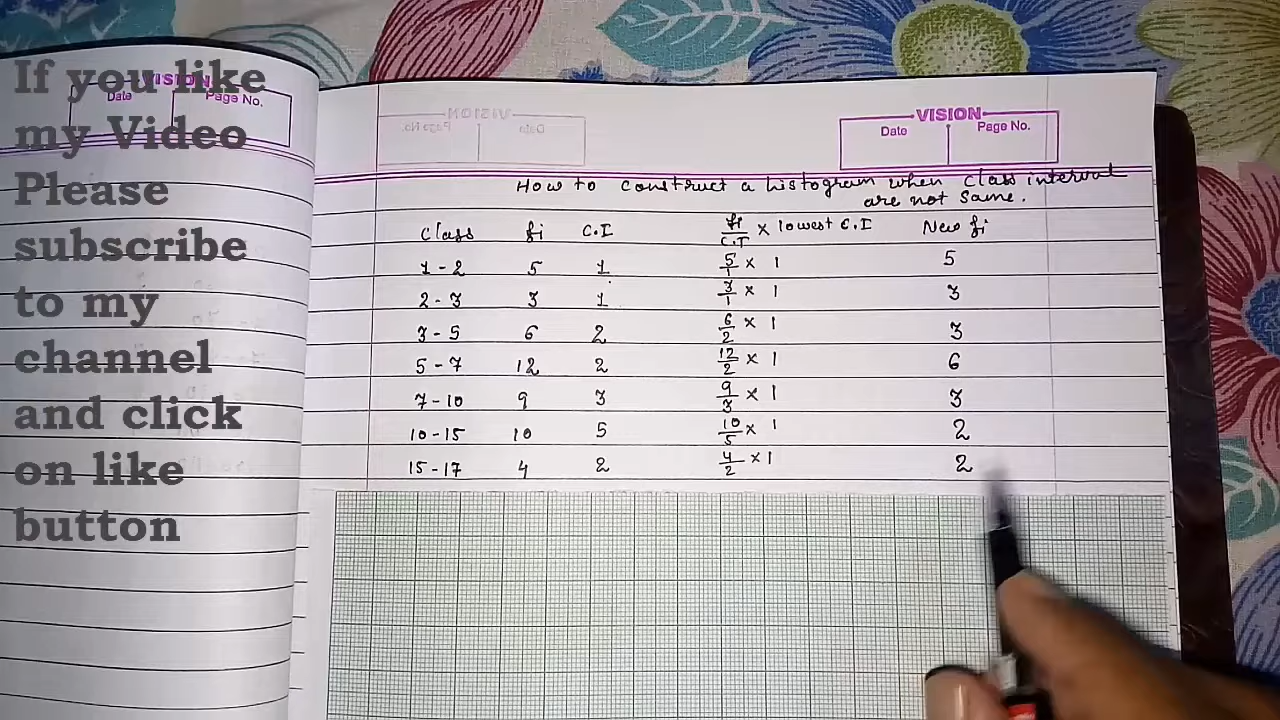 If you like
my Video
Please
subscribe
to my
channel
and click
on like
button
VISION
Date Page No.
VISION
Date Page No.
How to construct a histogram when class interval
are not same.
Class fi C.I fi/C.I x lowest C.I New fi
1-2 5 1 5/1 x 1 5
2-3 3 1 3/1 x 1 3
3-5 6 2 6/2 x 1 3
5-7 12 2 12/2 x 1 6
7-10 9 3 9/3 x 1 3
10-15 10 5 10/5 x 1 2
15-17 4 2 4/2 x 1 2